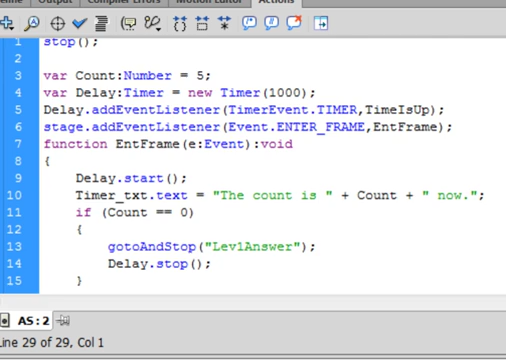 Timer Output Compiler Errors Motion Editor Actions
1 stop();
2
3 var Count:Number = 5;
4 var Delay:Timer = new Timer(1000);
5 Delay.addEventListener(TimerEvent.TIMER,TimeIsUp);
6 stage.addEventListener(Event.ENTER_FRAME,EntFrame);
7 function EntFrame(e:Event):void
8 {
9 Delay.start();
10 Timer_txt.text = "The count is " + Count + " now.";
11 if (Count == 0)
12 {
13 gotoAndStop("Lev1Answer");
14 Delay.stop();
15 }
AS:2
Line 29 of 29, Col 1